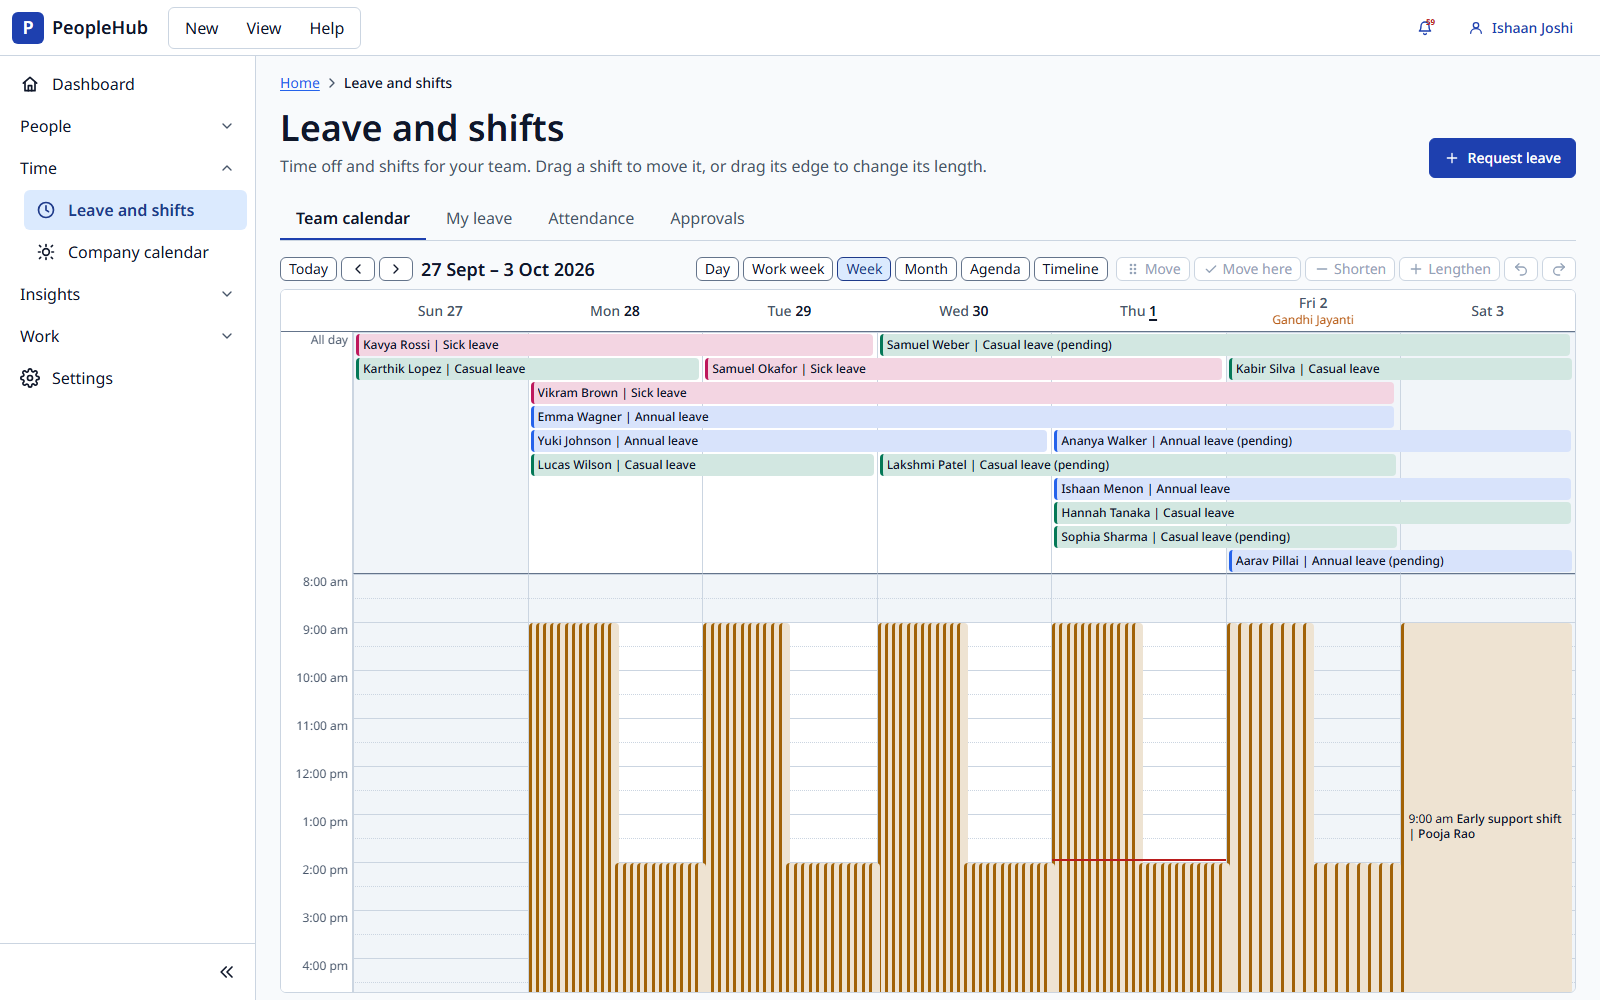 P PeopleHub New View Help 59 Ishaan Joshi
Dashboard
People
Time
Leave and shifts
Company calendar
Insights
Work
Settings
Home > Leave and shifts
Leave and shifts
Time off and shifts for your team. Drag a shift to move it, or drag its edge to change its length.
+ Request leave
Team calendar My leave Attendance Approvals
Today 27 Sept – 3 Oct 2026 Day Work week Week Month Agenda Timeline Move Move here Shorten Lengthen
Sun 27 Mon 28 Tue 29 Wed 30 Thu 1 Fri 2 Sat 3
Gandhi Jayanti
All day
Kavya Rossi | Sick leave
Samuel Weber | Casual leave (pending)
Karthik Lopez | Casual leave
Samuel Okafor | Sick leave
Kabir Silva | Casual leave
Vikram Brown | Sick leave
Emma Wagner | Annual leave
Yuki Johnson | Annual leave
Ananya Walker | Annual leave (pending)
Lucas Wilson | Casual leave
Lakshmi Patel | Casual leave (pending)
Ishaan Menon | Annual leave
Hannah Tanaka | Casual leave
Sophia Sharma | Casual leave (pending)
Aarav Pillai | Annual leave (pending)
8:00 am
9:00 am
10:00 am
11:00 am
12:00 pm
1:00 pm
2:00 pm
3:00 pm
4:00 pm
9:00 am Early support shift
| Pooja Rao